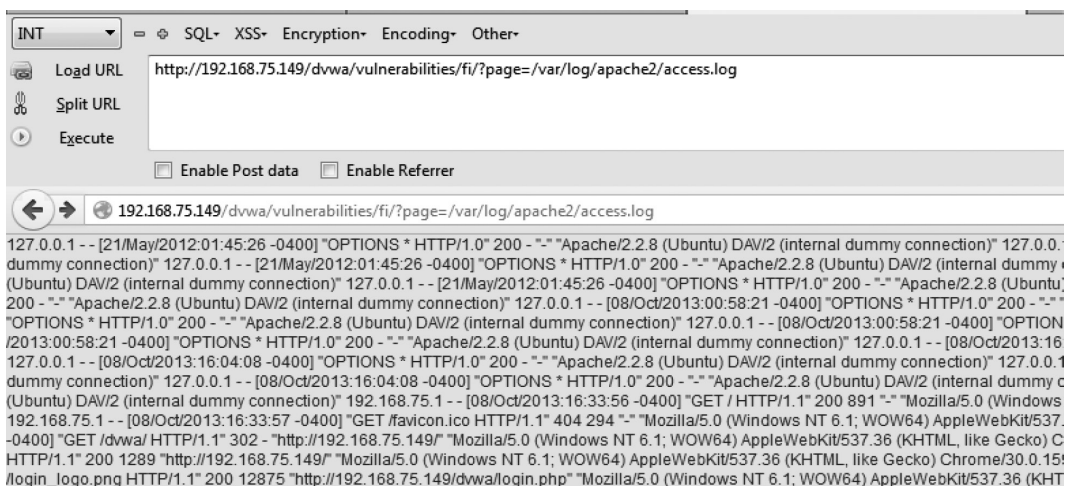 INT SQL- XSS- Encryption- Encoding- Other-
Load URL http://192.168.75.149/dvwa/vulnerabilities/fi/?page=/var/log/apache2/access.log
Split URL
Execute
Enable Post data Enable Referrer
192.168.75.149/dvwa/vulnerabilities/fi/?page=/var/log/apache2/access.log
127.0.0.1 - - [21/May/2012:01:45:26 -0400] "OPTIONS * HTTP/1.0" 200 - "-" "Apache/2.2.8 (Ubuntu) DAV/2 (internal dummy connection)" 127.0.0.
dummy connection)" 127.0.0.1 - - [21/May/2012:01:45:26 -0400] "OPTIONS * HTTP/1.0" 200 - "-" "Apache/2.2.8 (Ubuntu) DAV/2 (internal dummy
(Ubuntu) DAV/2 (internal dummy connection)" 127.0.0.1 - - [21/May/2012:01:45:26 -0400] "OPTIONS * HTTP/1.0" 200 - "-" "Apache/2.2.8 (Ubuntu)
200 - "-" "Apache/2.2.8 (Ubuntu) DAV/2 (internal dummy connection)" 127.0.0.1 - - [08/Oct/2013:00:58:21 -0400] "OPTIONS * HTTP/1.0" 200 - "-" "
"OPTIONS * HTTP/1.0" 200 - "-" "Apache/2.2.8 (Ubuntu) DAV/2 (internal dummy connection)" 127.0.0.1 - - [08/Oct/2013:00:58:21 -0400] "OPTION
/2013:00:58:21 -0400] "OPTIONS * HTTP/1.0" 200 - "-" "Apache/2.2.8 (Ubuntu) DAV/2 (internal dummy connection)" 127.0.0.1 - - [08/Oct/2013:16
127.0.0.1 - - [08/Oct/2013:16:04:08 -0400] "OPTIONS * HTTP/1.0" 200 - "-" "Apache/2.2.8 (Ubuntu) DAV/2 (internal dummy connection)" 127.0.0.1
dummy connection)" 127.0.0.1 - - [08/Oct/2013:16:04:08 -0400] "OPTIONS * HTTP/1.0" 200 - "-" "Apache/2.2.8 (Ubuntu) DAV/2 (internal dummy c
(Ubuntu) DAV/2 (internal dummy connection)" 192.168.75.1 - - [08/Oct/2013:16:33:56 -0400] "GET / HTTP/1.1" 200 891 "-" "Mozilla/5.0 (Windows
192.168.75.1 - - [08/Oct/2013:16:33:57 -0400] "GET /favicon.ico HTTP/1.1" 404 294 "-" "Mozilla/5.0 (Windows NT 6.1; WOW64) AppleWebKit/537.
-0400] "GET /dvwa/ HTTP/1.1" 302 - "http://192.168.75.149/" "Mozilla/5.0 (Windows NT 6.1; WOW64) AppleWebKit/537.36 (KHTML, like Gecko) C
HTTP/1.1" 200 1289 "http://192.168.75.149/" "Mozilla/5.0 (Windows NT 6.1; WOW64) AppleWebKit/537.36 (KHTML, like Gecko) Chrome/30.0.15
/login_logo.png HTTP/1.1" 200 12875 "http://192.168.75.149/dvwa/login.php" "Mozilla/5.0 (Windows NT 6.1; WOW64) AppleWebKit/537.36 (KHT